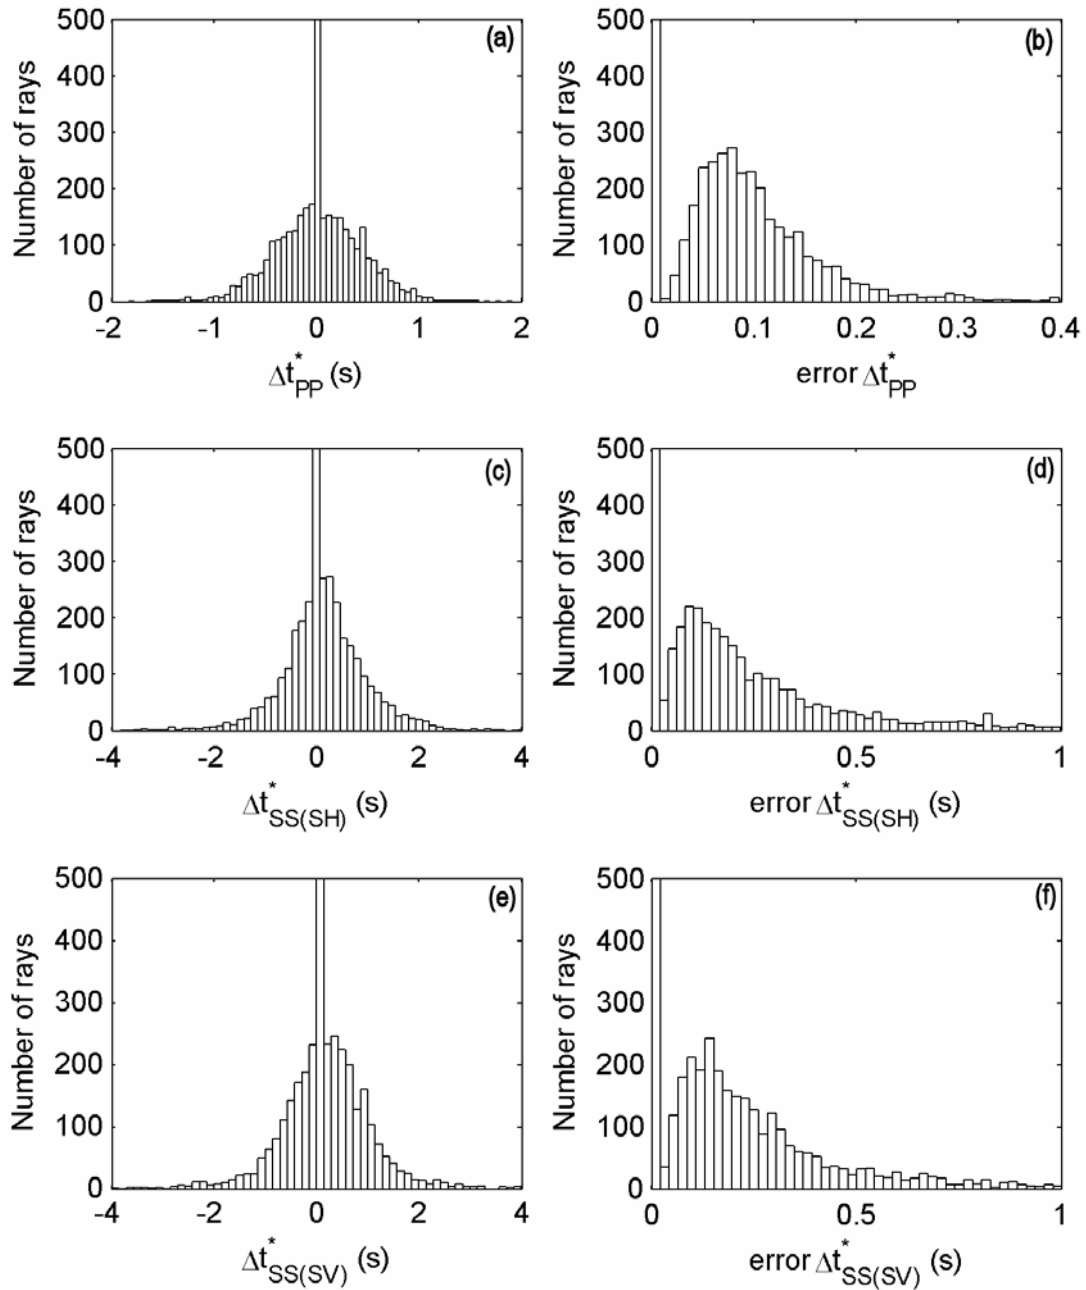 (a)
500
400
300
200
100
0
Number of rays
-2 -1 0 1 2
Δt*PP (s)
(b)
500
400
300
200
100
0
Number of rays
0 0.1 0.2 0.3 0.4
error Δt*PP
(c)
500
400
300
200
100
0
Number of rays
-4 -2 0 2 4
Δt*SS(SH) (s)
(d)
500
400
300
200
100
0
Number of rays
0 0.5 1
error Δt*SS(SH) (s)
(e)
500
400
300
200
100
0
Number of rays
-4 -2 0 2 4
Δt*SS(SV) (s)
(f)
500
400
300
200
100
0
Number of rays
0 0.5 1
error Δt*SS(SV) (s)